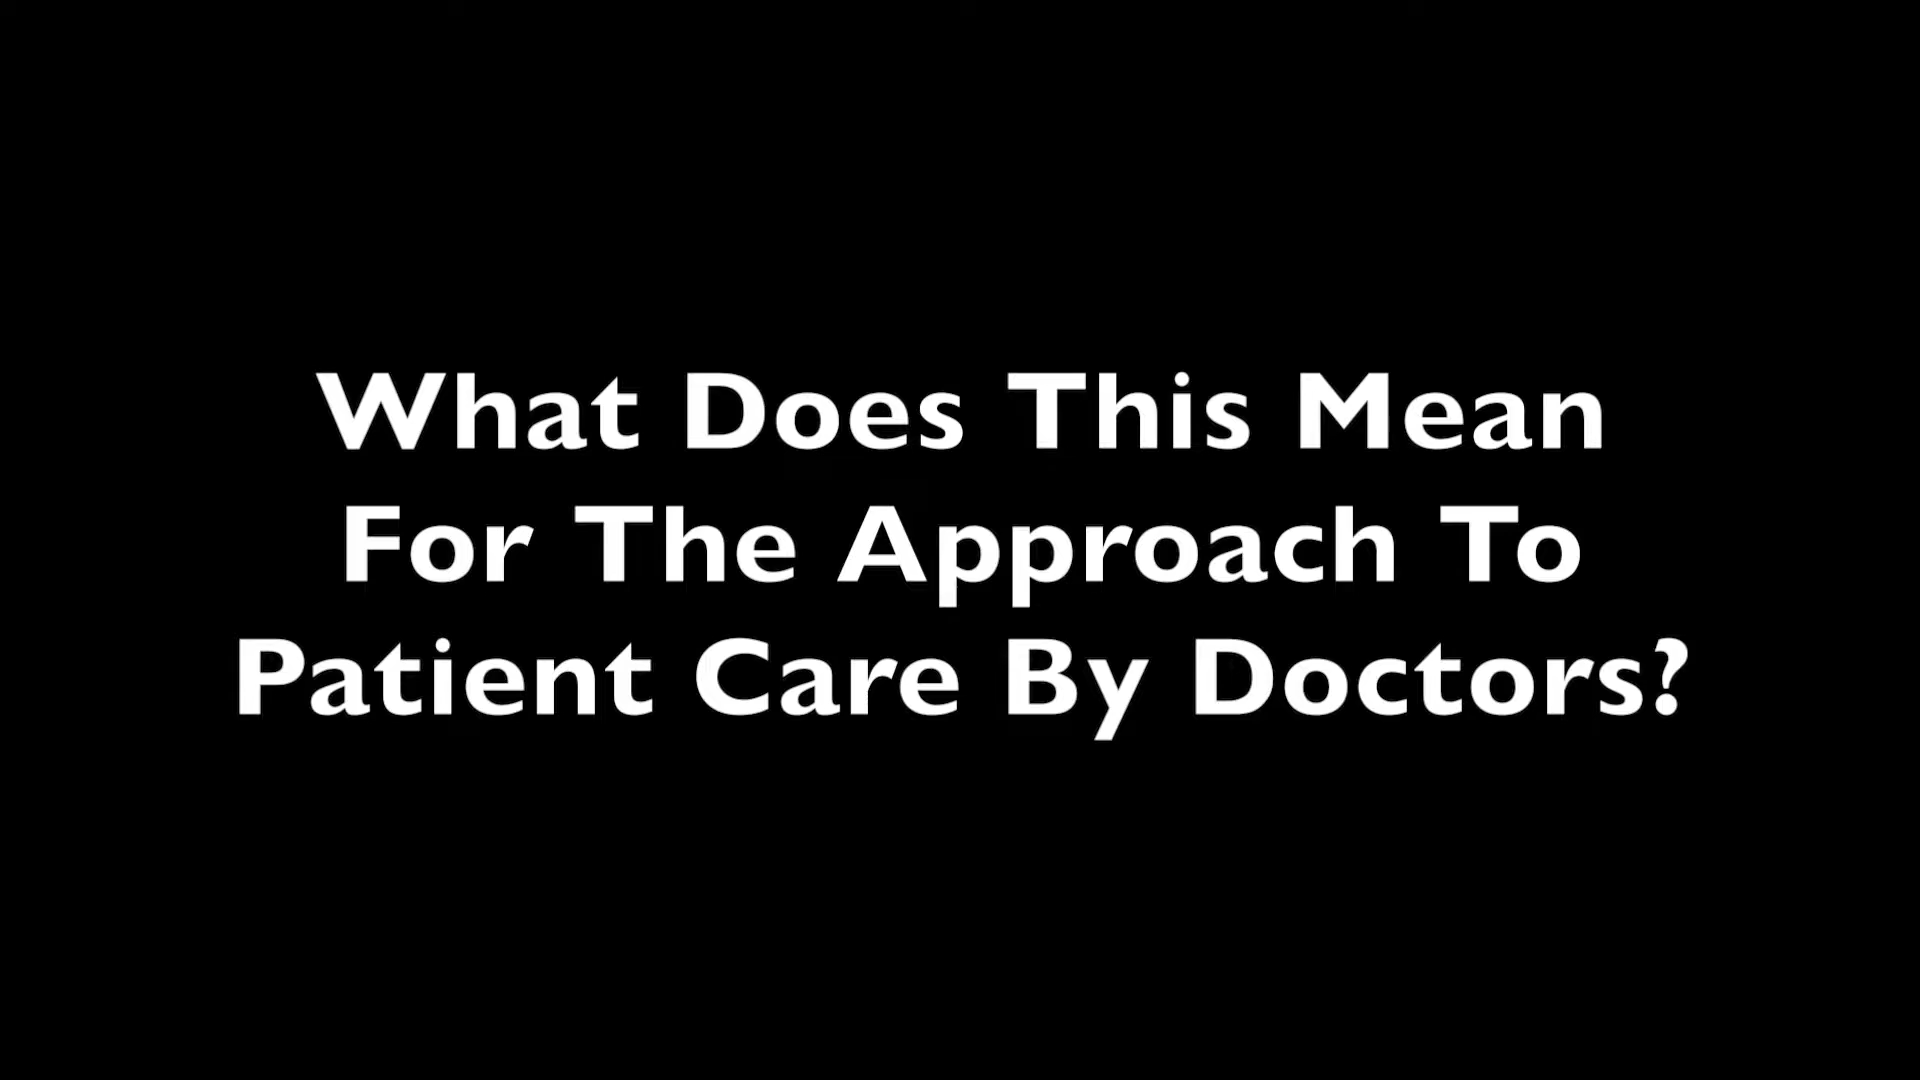 What Does This Mean
For The Approach To
Patient Care By Doctors?